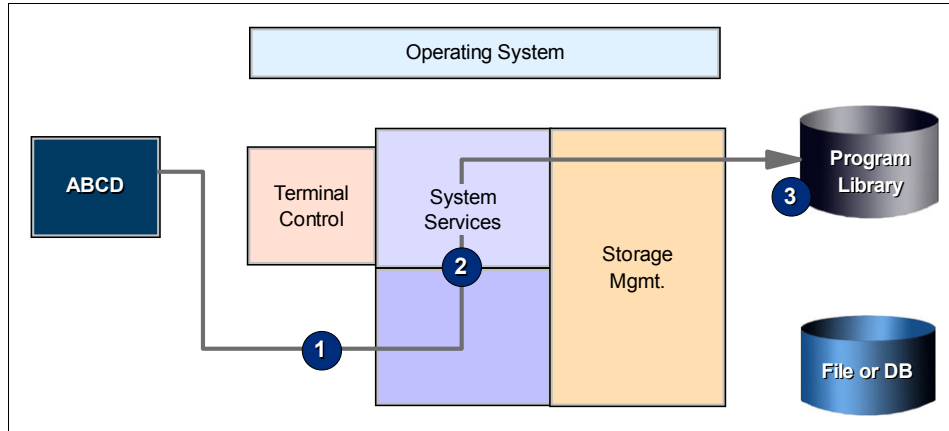 Operating System
ABCD
Terminal
Control
System
Services
Storage
Mgmt.
Program
Library
3
2
1
File or DB